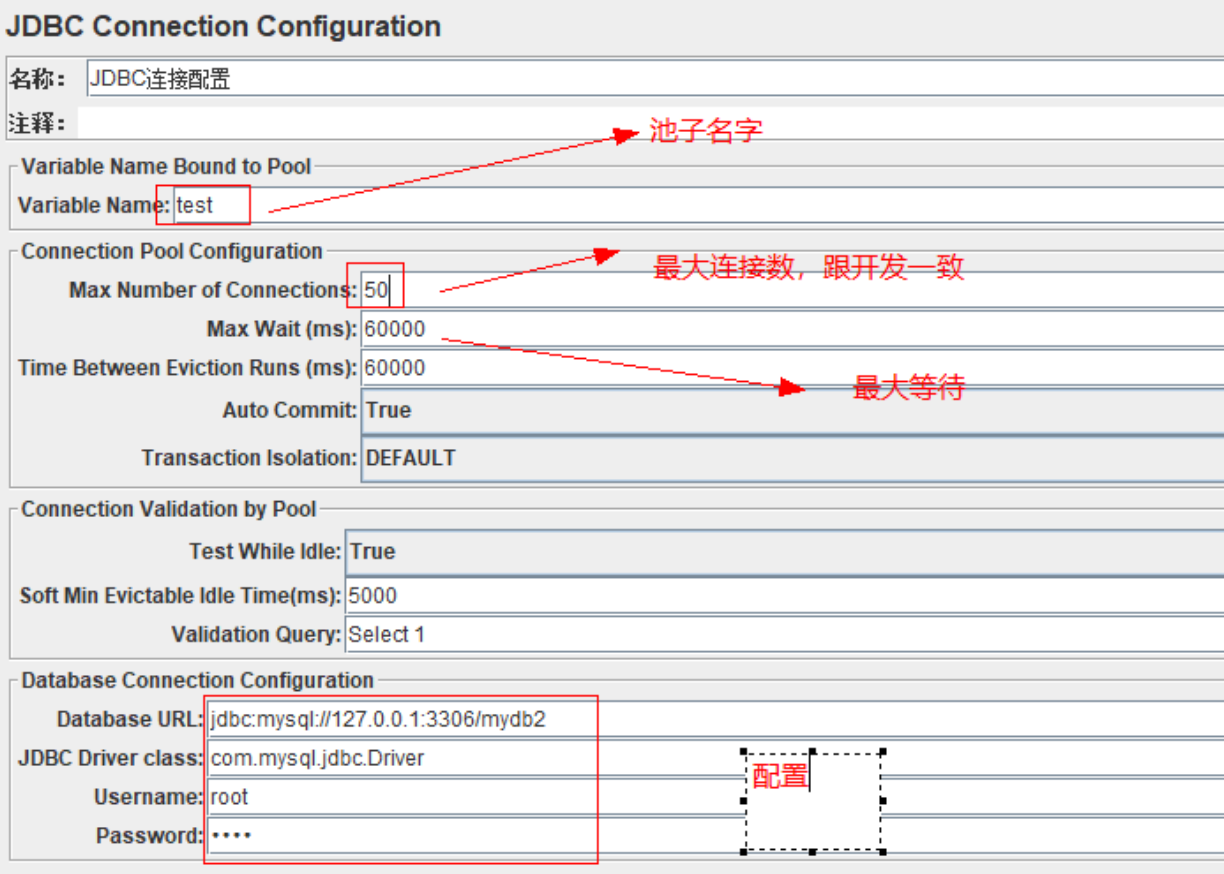 JDBC Connection Configuration
名称： JDBC连接配置
注释：
池子名字
Variable Name Bound to Pool
Variable Name: test
Connection Pool Configuration
最大连接数，跟开发一致
Max Number of Connections: 50
Max Wait (ms): 60000
Time Between Eviction Runs (ms): 60000
最大等待
Auto Commit: True
Transaction Isolation: DEFAULT
Connection Validation by Pool
Test While Idle: True
Soft Min Evictable Idle Time(ms): 5000
Validation Query: Select 1
Database Connection Configuration
Database URL: jdbc:mysql://127.0.0.1:3306/mydb2
JDBC Driver class: com.mysql.jdbc.Driver
配置
Username: root
Password: ••••